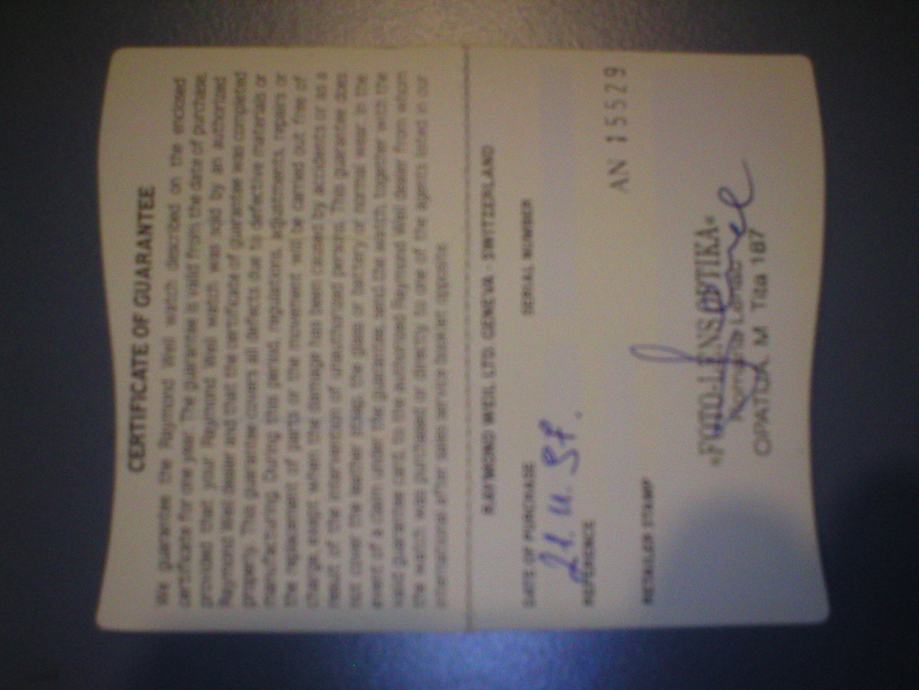 CERTIFICATE OF GUARANTEE
We guarantee the Raymond Weil watch described on the enclosed
certificate for one year. The guarantee is valid from the date of purchase,
provided that your Raymond Weil watch was sold by an authorized
Raymond Weil dealer and that the certificate of guarantee was completed
properly. This guarantee covers all defects due to defective materials or
manufacturing. During this period, regulations, adjustments, repairs or
the replacement of parts or the movement will be carried out free of
charge, exept when the damage has been caused by accidents or as a
result of the intervention of unauthorized persons. This guarantee does
not cover the leather strap, the glass or battery or normal wear. In the
event of a claim under the guarantee, send the watch, together with the
valid guarantee card, to the authorized Raymond Weil dealer from whom
the watch was purchased or directly to one of the agents listed in our
international after sales service booklet opposite.
RAYMOND WEIL LTD. GENEVA - SWITZERLAND
DATE OF PURCHASE
SERIAL NUMBER
REFERENCE
AN 15529
RETAILER STAMP
»FOTO-LENS OPTIKA«
OPATIJA, M. Tita 187